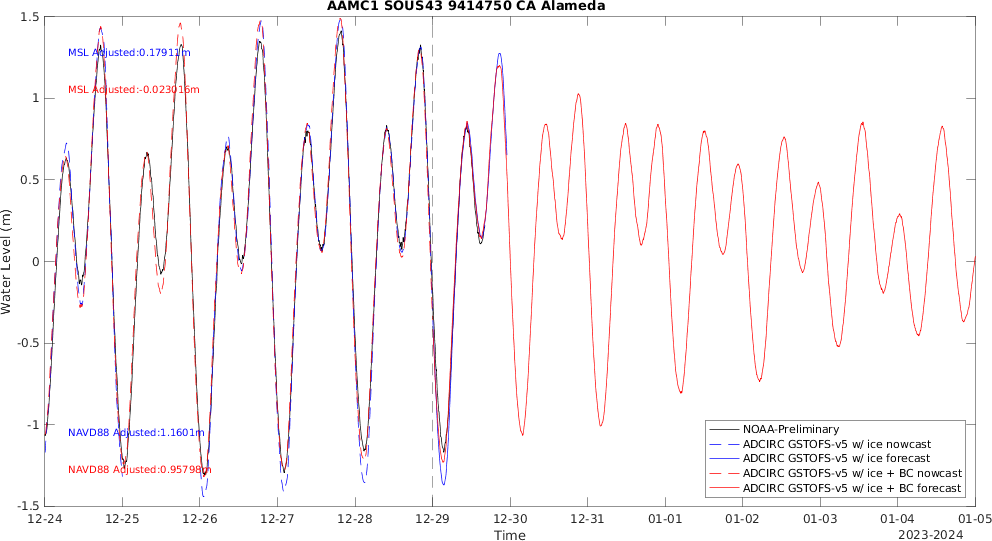 AAMC1 SOUS43 9414750 CA Alameda
1.5
1
0.5
0
-0.5
-1
-1.5
Water Level (m)
MSL Adjusted:0.17911m
MSL Adjusted:-0.023016m
NAVD88 Adjusted:1.1601m
NAVD88 Adjusted:0.95798m
NOAA-Preliminary
ADCIRC GSTOFS-v5 w/ ice nowcast
ADCIRC GSTOFS-v5 w/ ice forecast
ADCIRC GSTOFS-v5 w/ ice + BC nowcast
ADCIRC GSTOFS-v5 w/ ice + BC forecast
12-24 12-25 12-26 12-27 12-28 12-29 12-30 12-31 01-01 01-02 01-03 01-04 01-05
Time
2023-2024